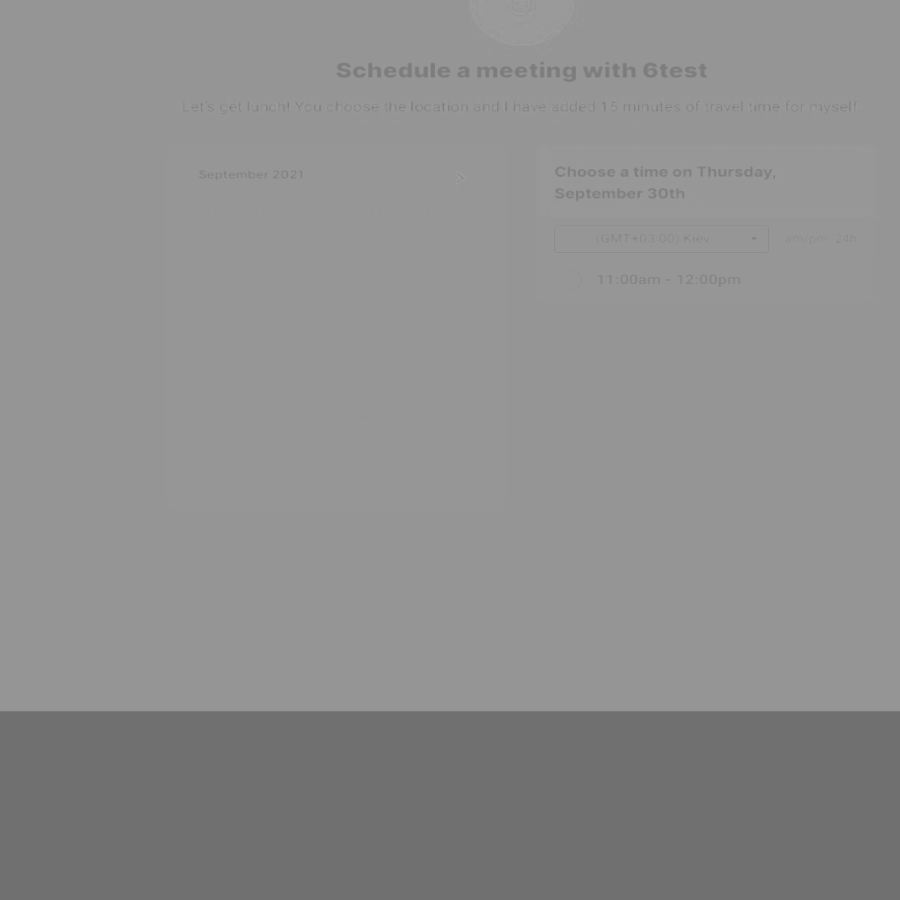 Schedule a meeting with 6test
Let's get lunch! You choose the location and I have added 15 minutes of travel time for myself
September 2021
Choose a time on Thursday,
September 30th
(GMT+03:00) Kiev
am/pm 24h
11:00am - 12:00pm